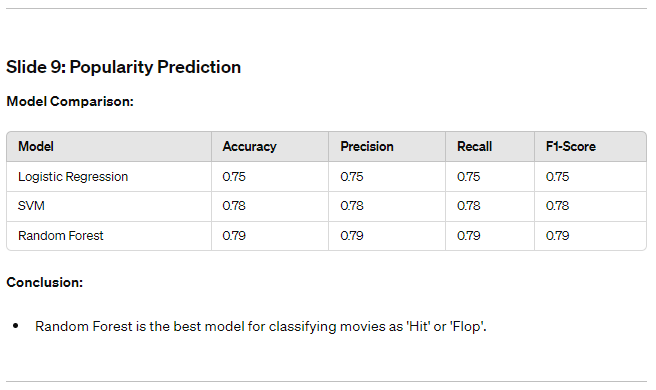 Slide 9: Popularity Prediction
Model Comparison:
Model Accuracy Precision Recall F1-Score
Logistic Regression 0.75 0.75 0.75 0.75
SVM 0.78 0.78 0.78 0.78
Random Forest 0.79 0.79 0.79 0.79
Conclusion:
• Random Forest is the best model for classifying movies as 'Hit' or 'Flop'.